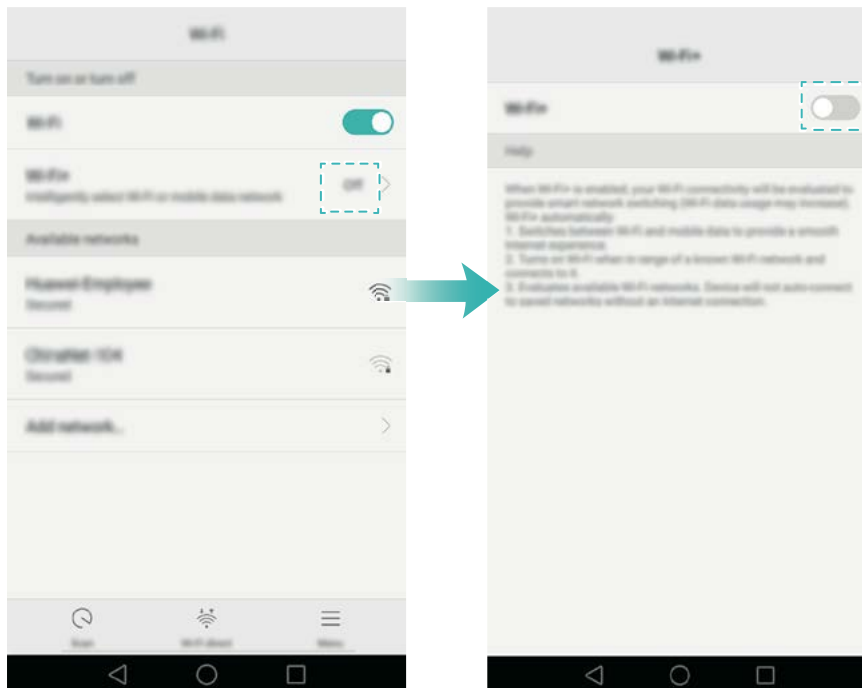 Wi-Fi
Turn on or turn off
Wi-Fi
Wi-Fi+
Off
Intelligently select Wi-Fi or mobile data network
Available networks
Huawei-Employee
Secured
Secured
Add network...
Scan
Wi-Fi direct
Menu
Wi-Fi+
Wi-Fi+
Help
When Wi-Fi+ is enabled, your Wi-Fi connectivity will be evaluated to
provide smart network switching (Wi-Fi data usage may increase).
Wi-Fi+ automatically:
1. Switches between Wi-Fi and mobile data to provide a smooth
internet experience.
2. Turns on Wi-Fi when in range of a known Wi-Fi network and
connects to it.
3. Evaluates available Wi-Fi networks. Device will not auto-connect
to saved networks without an Internet connection.